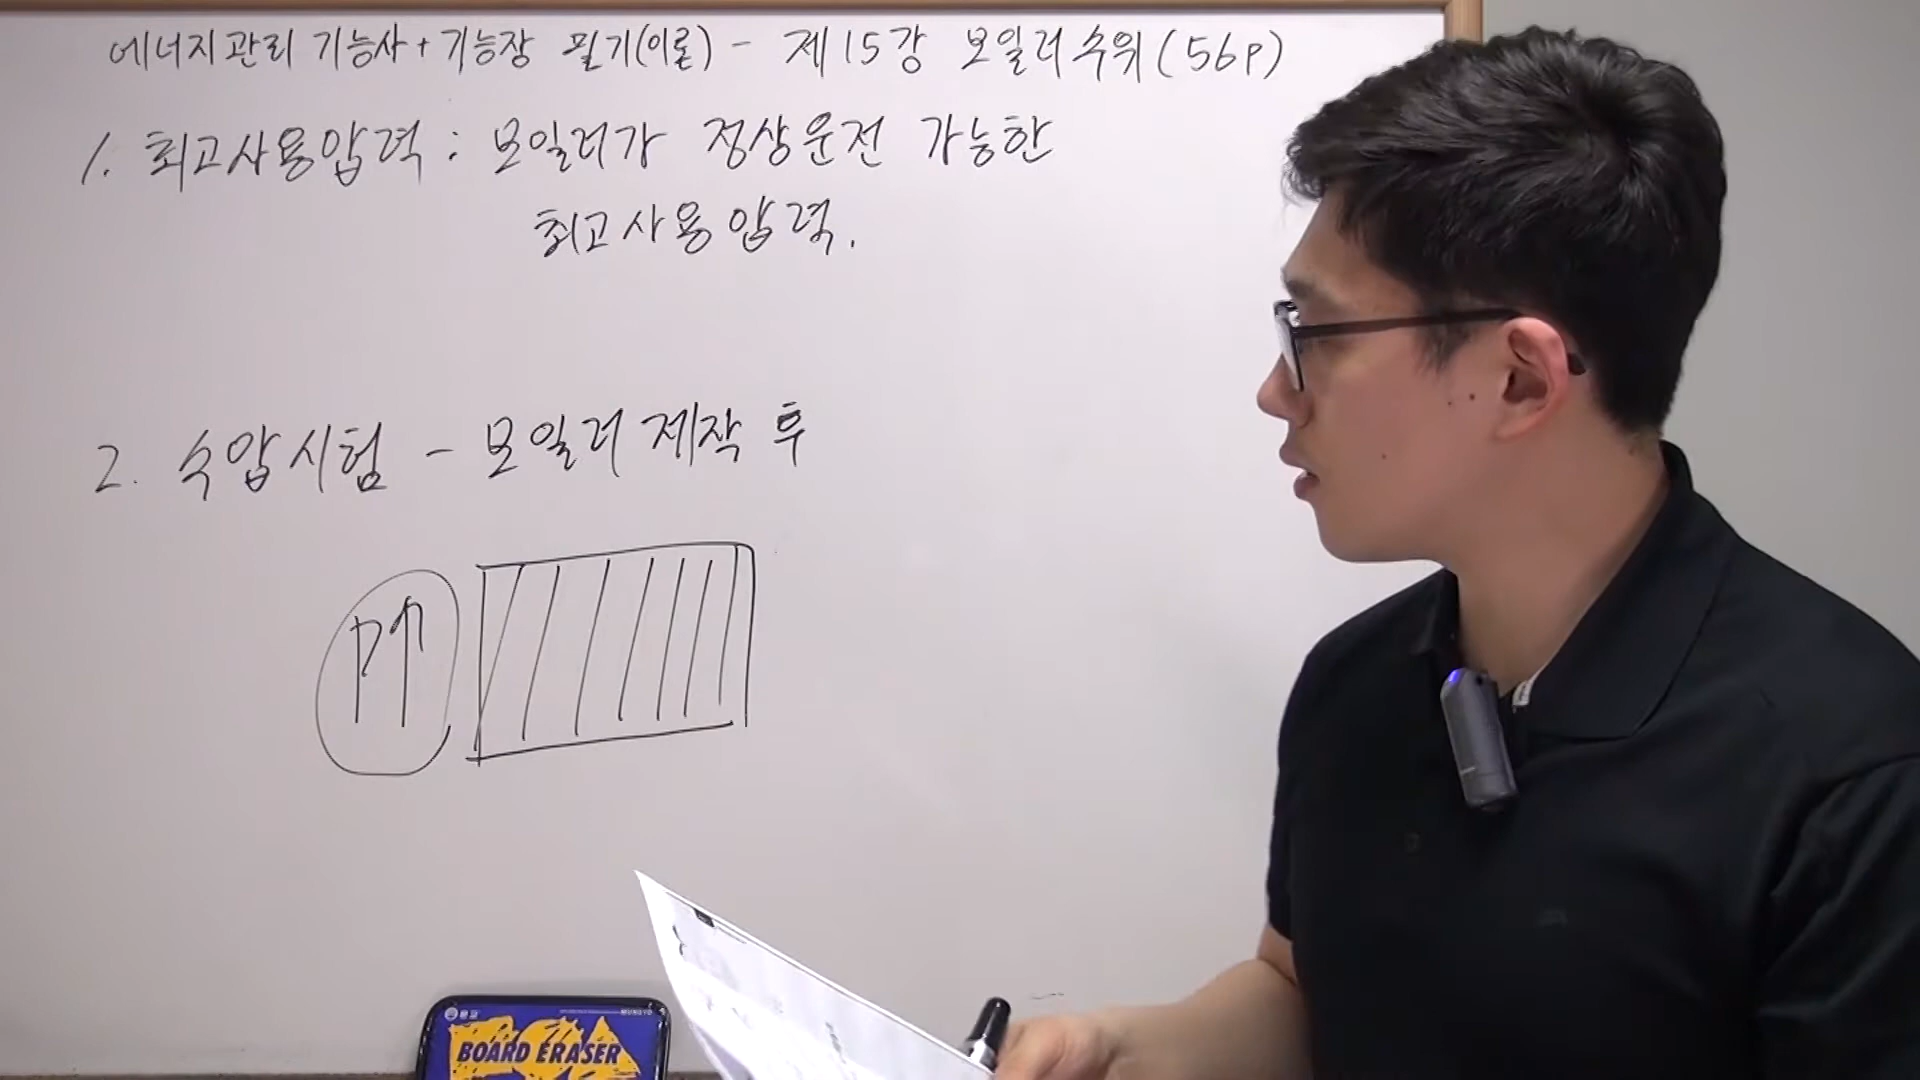 에너지관리 기능사+기능장 필기(이론) - 제15강 보일러수위(56P)
1. 최고사용압력 : 보일러가 정상운전 가능한
최고사용압력.
2. 수압시험 - 보일러 제작 후
P↑
BOARD ERASER